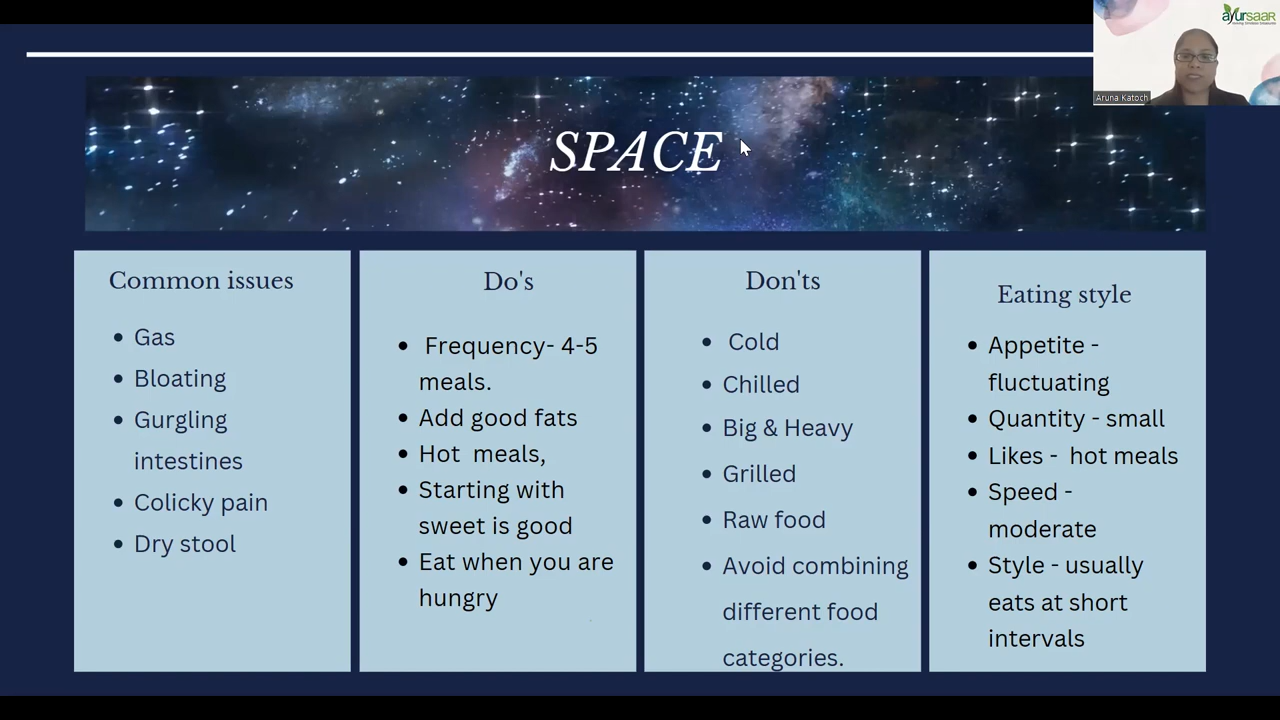 ayurSAAR
Aruna Katoch
SPACE
Common issues
• Gas
• Bloating
• Gurgling
intestines
• Colicky pain
• Dry stool
Do's
• Frequency- 4-5
meals.
• Add good fats
• Hot meals,
• Starting with
sweet is good
• Eat when you are
hungry
Don'ts
• Cold
• Chilled
• Big & Heavy
• Grilled
• Raw food
• Avoid combining
different food
categories.
Eating style
• Appetite -
fluctuating
• Quantity - small
• Likes - hot meals
• Speed -
moderate
• Style - usually
eats at short
intervals